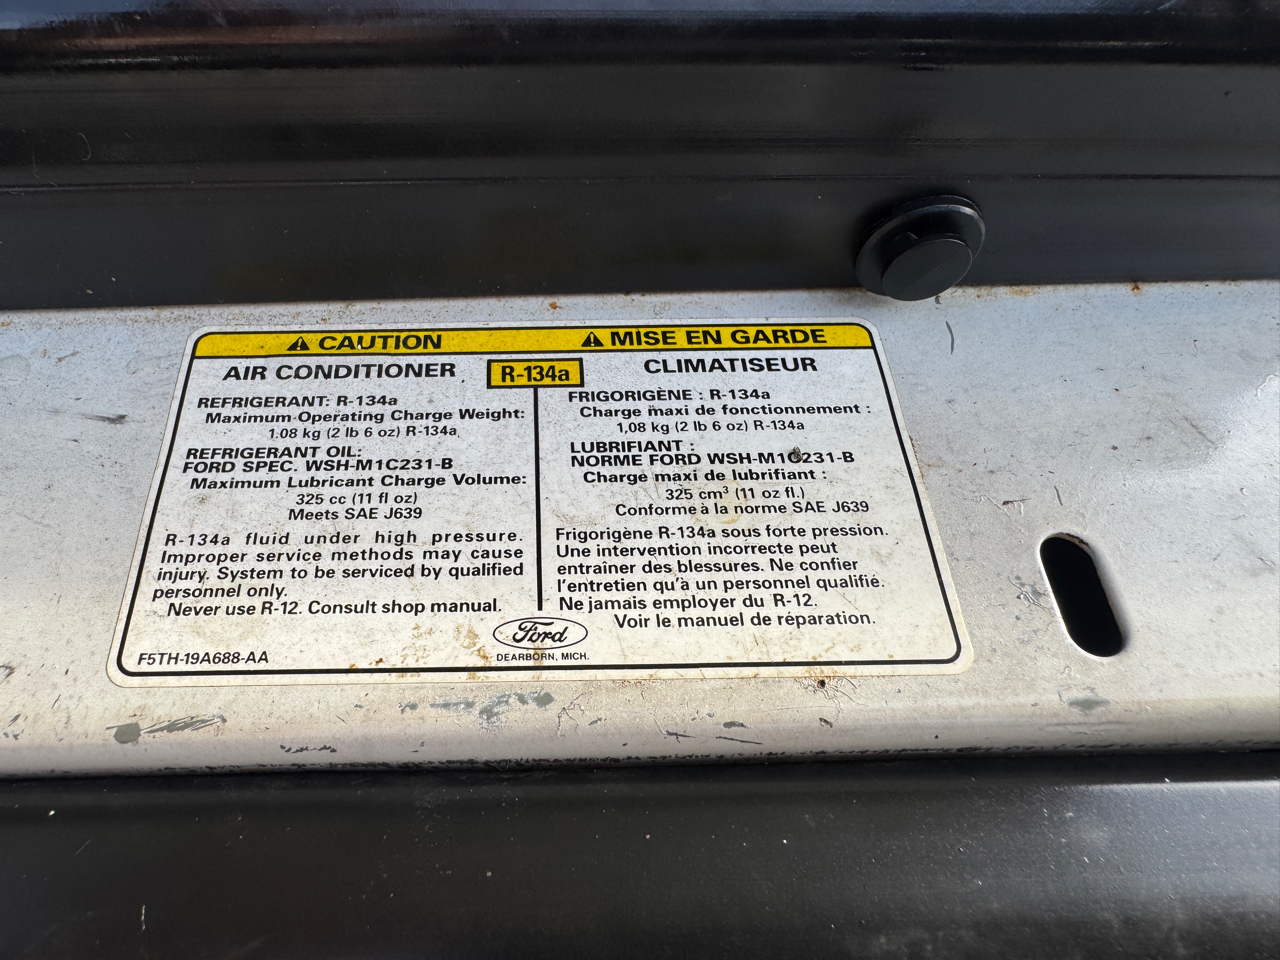 ⚠ CAUTION
⚠ MISE EN GARDE
R-134a
AIR CONDITIONER
REFRIGERANT: R-134a
Maximum Operating Charge Weight:
1.08 kg (2 lb 6 oz) R-134a
REFRIGERANT OIL:
FORD SPEC. WSH-M1C231-B
Maximum Lubricant Charge Volume:
325 cc (11 fl oz)
Meets SAE J639
R-134a fluid under high pressure.
Improper service methods may cause
injury. System to be serviced by qualified
personnel only.
Never use R-12. Consult shop manual.
CLIMATISEUR
FRIGORIGÈNE : R-134a
Charge maxi de fonctionnement :
1,08 kg (2 lb 6 oz) R-134a
LUBRIFIANT :
NORME FORD WSH-M1C231-B
Charge maxi de lubrifiant :
325 cm³ (11 oz fl.)
Conforme à la norme SAE J639
Frigorigène R-134a sous forte pression.
Une intervention incorrecte peut
entraîner des blessures. Ne confier
l'entretien qu'à un personnel qualifié.
Ne jamais employer du R-12.
Voir le manuel de réparation.
Ford
DEARBORN, MICH.
F5TH-19A688-AA